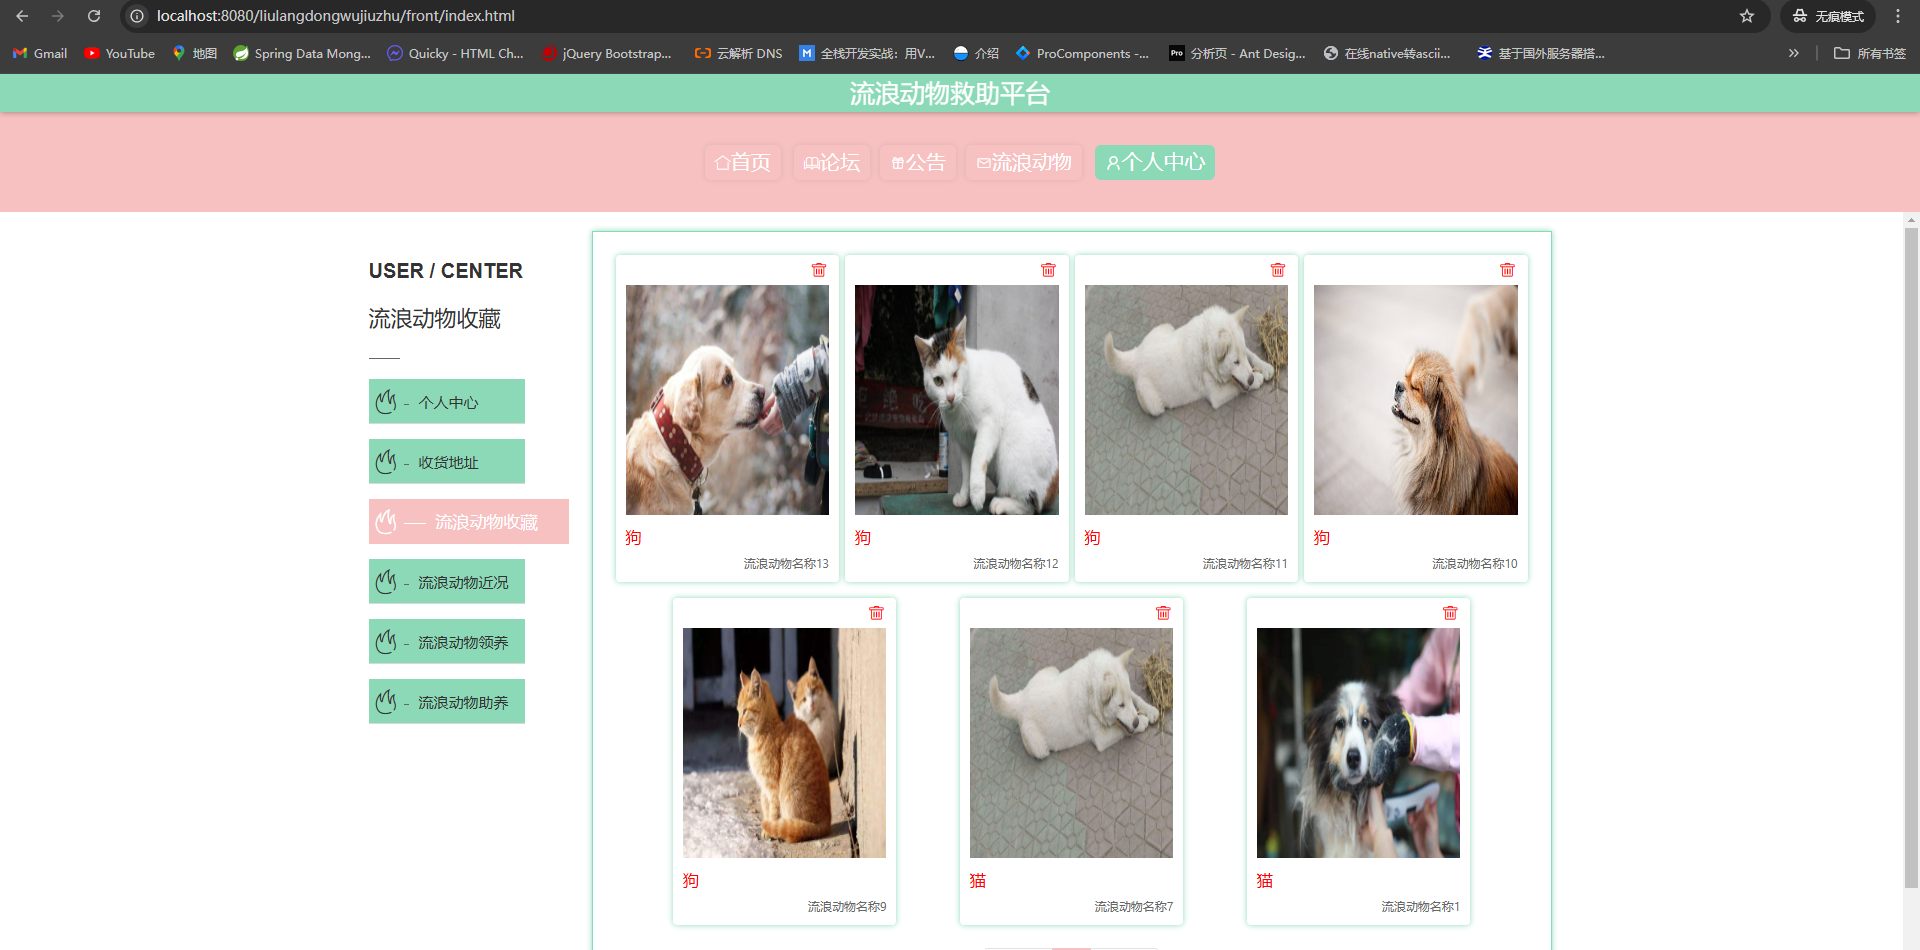 localhost:8080/liulangdongwujiuzhu/front/index.html
无痕模式
Gmail
YouTube
地图
Spring Data Mong...
Quicky - HTML Ch...
jQuery Bootstrap...
云解析 DNS
全栈开发实战：用V...
介绍
ProComponents -...
Pro
分析页 - Ant Desig...
在线native转ascii...
基于国外服务器搭...
所有书签
流浪动物救助平台
首页
论坛
公告
流浪动物
个人中心
USER / CENTER
流浪动物收藏
- 个人中心
- 收货地址
— 流浪动物收藏
- 流浪动物近况
- 流浪动物领养
- 流浪动物助养
狗
流浪动物名称13
狗
流浪动物名称12
狗
流浪动物名称11
狗
流浪动物名称10
狗
流浪动物名称9
猫
流浪动物名称7
猫
流浪动物名称1